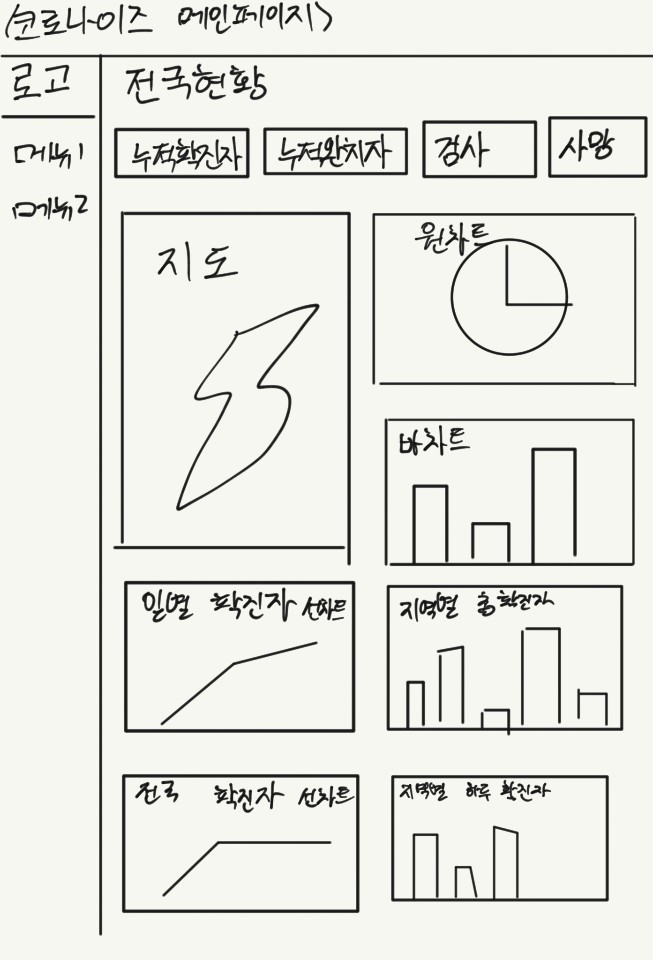 <코로나-이즈 메인페이지>
로고
전국현황
메뉴1
메뉴2
누적확진자
누적완치자
검사
사망
지도
원차트
바차트
일별 확진자 선차트
지역별 총 확진자
전국 확진자 선차트
지역별 하루 확진자